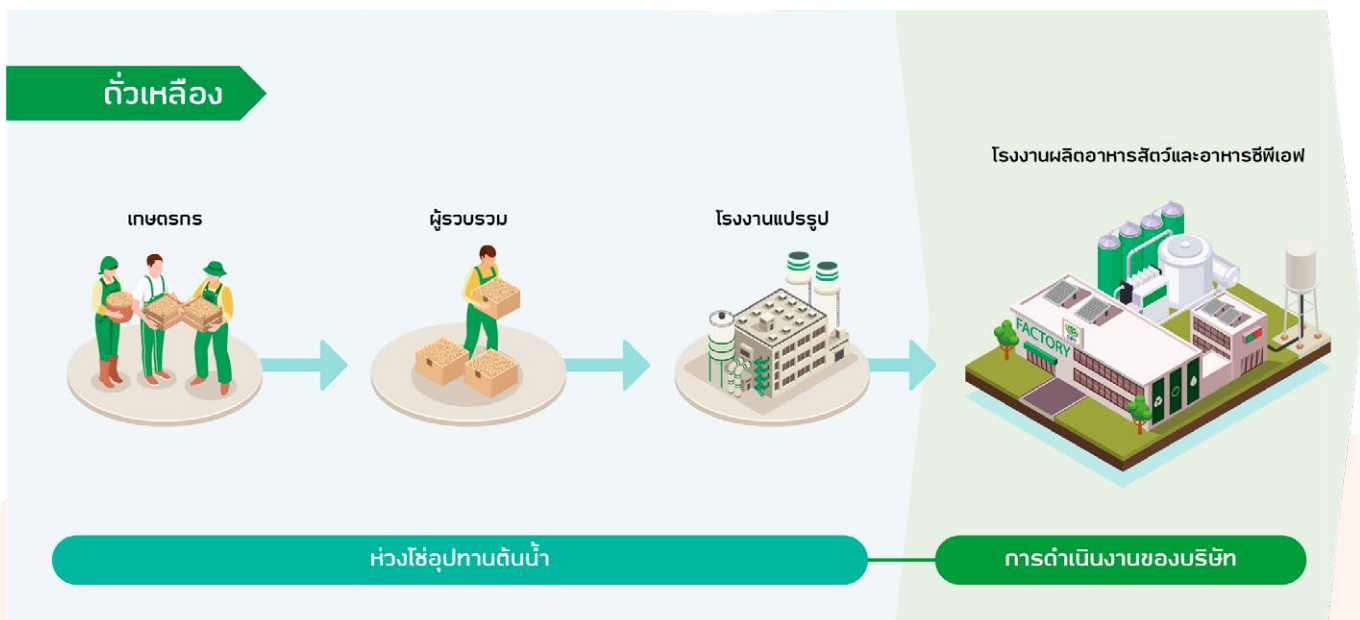 ถั่วเหลือง
โรงงานผลิตอาหารสัตว์และอาหารซีพีเอฟ
เกษตรกร
ผู้รวบรวม
โรงงานแปรรูป
FACTORY
ห่วงโซ่อุปทานต้นน้ำ
การดำเนินงานของบริษัท